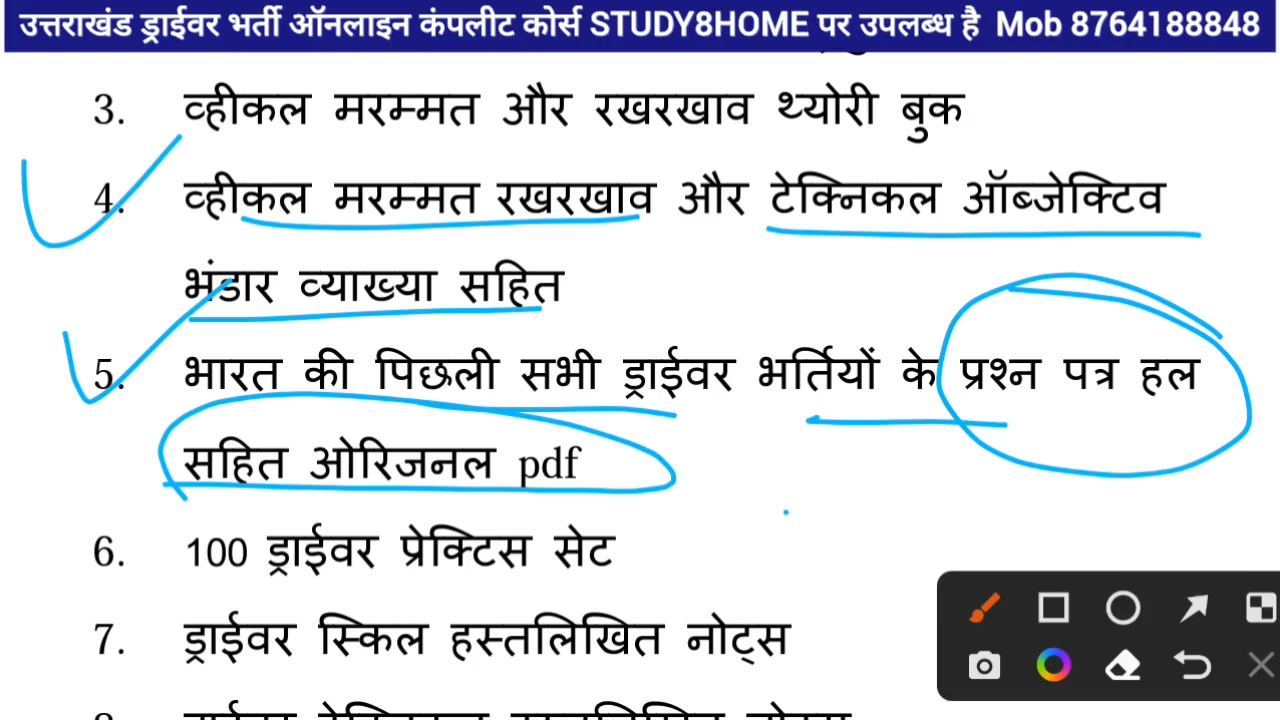 उत्तराखंड ड्राईवर भर्ती ऑनलाइन कंपलीट कोर्स STUDY8HOME पर उपलब्ध है Mob 8764188848
3. व्हीकल मरम्मत और रखरखाव थ्योरी बुक
4. व्हीकल मरम्मत रखरखाव और टेक्निकल ऑब्जेक्टिव
भंडार व्याख्या सहित
5. भारत की पिछली सभी ड्राईवर भर्तियों के प्रश्न पत्र हल
सहित ओरिजनल pdf
6. 100 ड्राईवर प्रेक्टिस सेट
7. ड्राईवर स्किल हस्तलिखित नोट्स